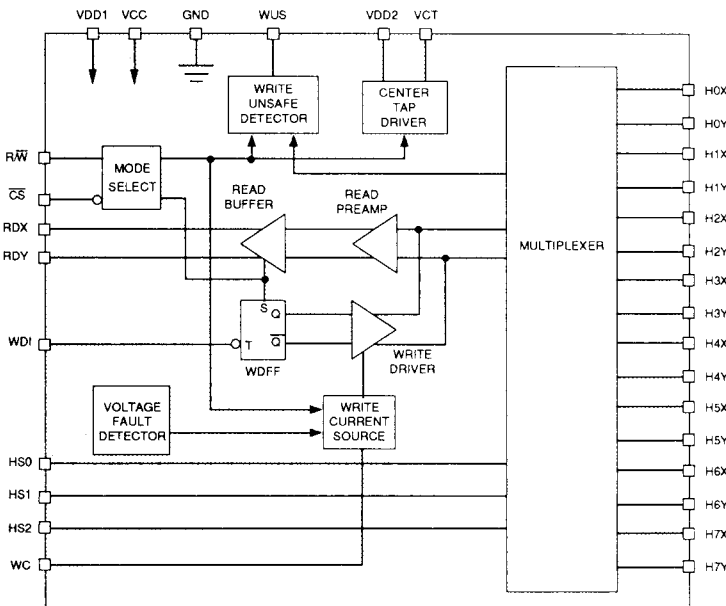 VDD1 VCC GND WUS VDD2 VCT
WRITE
UNSAFE
DETECTOR
CENTER
TAP
DRIVER
R/W̅
MODE
SELECT
C̅S̅
READ
BUFFER
READ
PREAMP
RDX
RDY
MULTIPLEXER
S
Q
T
Q̅
WDFF
WDI
WRITE
DRIVER
VOLTAGE
FAULT
DETECTOR
WRITE
CURRENT
SOURCE
HS0
HS1
HS2
WC
H0X
H0Y
H1X
H1Y
H2X
H2Y
H3X
H3Y
H4X
H4Y
H5X
H5Y
H6X
H6Y
H7X
H7Y